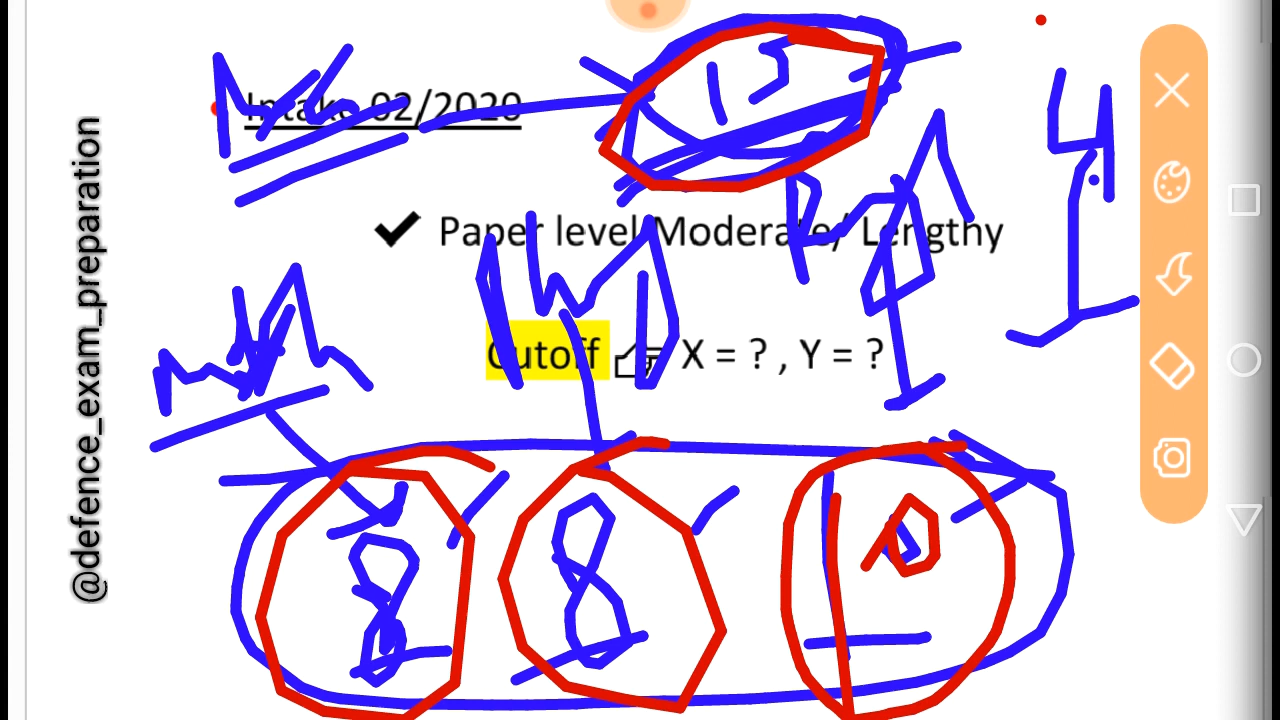 Intake 02/2020
15
✔ Paper level Moderate/ Lengthy
Cutoff X = ? , Y = ?
8 8 10
@defence_exam_preparation